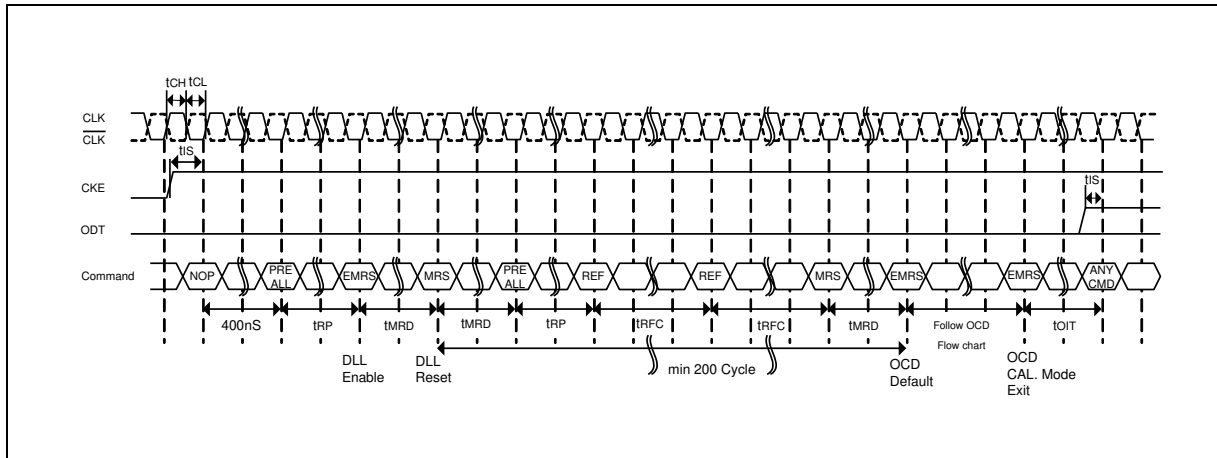 tCH tCL
CLK
CLK
tIS
CKE
tIS
ODT
Command NOP PRE ALL EMRS MRS PRE ALL REF REF MRS EMRS EMRS ANY CMD
400nS tRP tMRD tMRD tRP tRFC tRFC tMRD Follow OCD Flow chart tOIT
DLL Enable
DLL Reset
min 200 Cycle
OCD Default
OCD CAL. Mode Exit